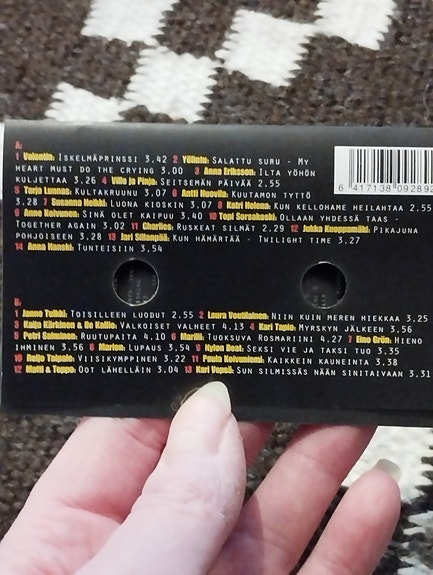 A:
1 Valentin: Iskelmäprinssi 3.42 2 Yölintu: Salattu suru - My
heart must do the crying 3.00 3 Anna Eriksson: Ilta yöhön
kuljettaa 3,26 4 Ville ja Pinja: Seitsemän päivää 2,55
5 Tarja Lunnas: Kultakruunu 3,08 6 Antti Huovila: Kuutamon tyttö
3.28 7 Susanna Heikki: Luona kioskin 3.07 8 Katri Helena: Kun kellohame heilahtaa 2,55
9 Arne Koivunen: Sinä olet kaipuu 3,40 10 Topi Sorsakoski: Ollaan yhdessä taas -
Together again 3,02 11 Charlies: Ruskeat silmät 2.29 12 Jukka Kuoppamäki: Pikajuna
pohjoiseen 3,28 13 Jari Sillanpää: Kun hämärtää - Twilight time 3.27
14 Anna Hanski: Tunteisiin 3,54
6 417138 092892
B:
1 Janne Tulkki: Toisilleen luodut 2,55 2 Laura Voutilainen: Niin kuin meren hiekkaa 3.25
3 Kaija Kärkinen & Ile Kallio: Valkoiset valheet 4.13 4 Kari Tapio: Myrskyn jälkeen 3,56
5 Petri Salminen: Ruutupaita 4.10 6 Marita: Tuoksuva rosmariini 4.27 7 Eino Grön: Hieno
ihminen 3,56 8 Marion: Lupaus 3,54 9 Nylon Beat: Seksi vie ja taksi tuo 3,35
10 Reijo Taipale: Viisikymppinen 3,22 11 Paula Koivuniemi: Kaikkein kauneinta 3,38
12 Matti & Teppo: Oot lähelläin 3.04 13 Kari Vepsä: Sun silmissäs nään sinitaivaan 3.31